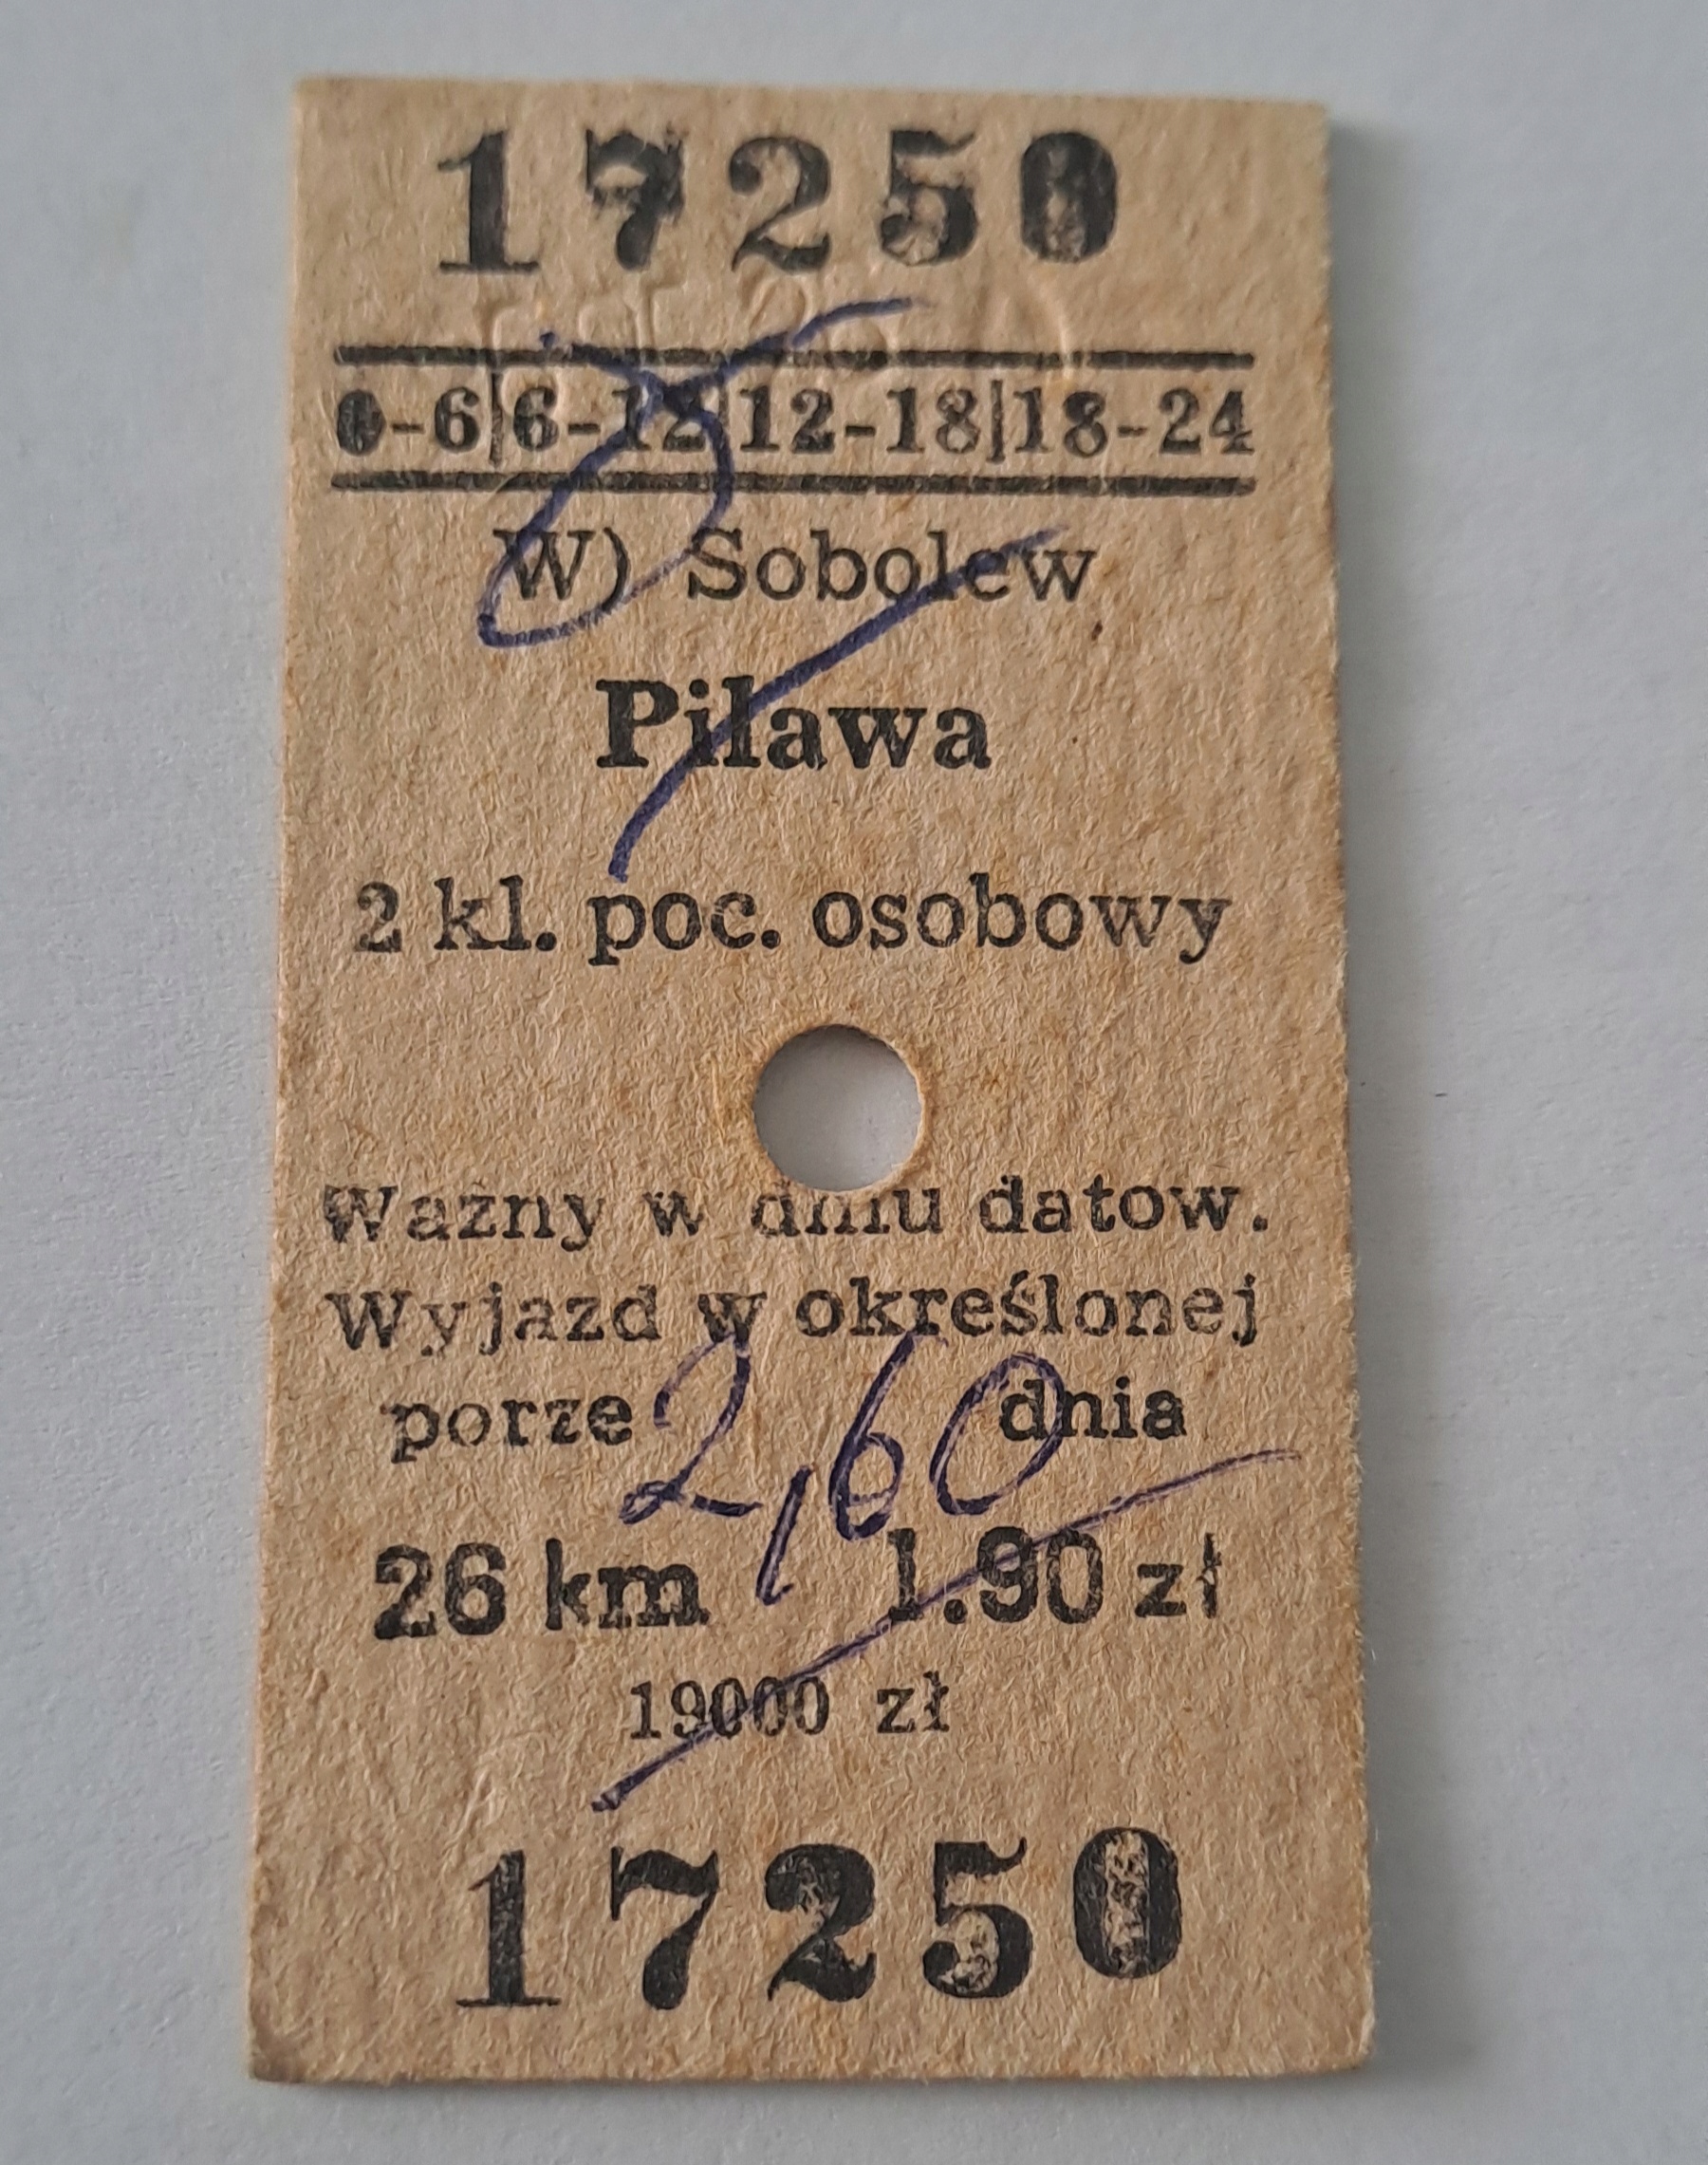 17250
0-6|6-12|12-18|18-24
W) Sobolew
Piława
2 kl. poc. osobowy
Ważny w dniu datow.
Wyjazd w określonej
porze dnia
2,60
26 km 1.90 zł
19000 zł
17250